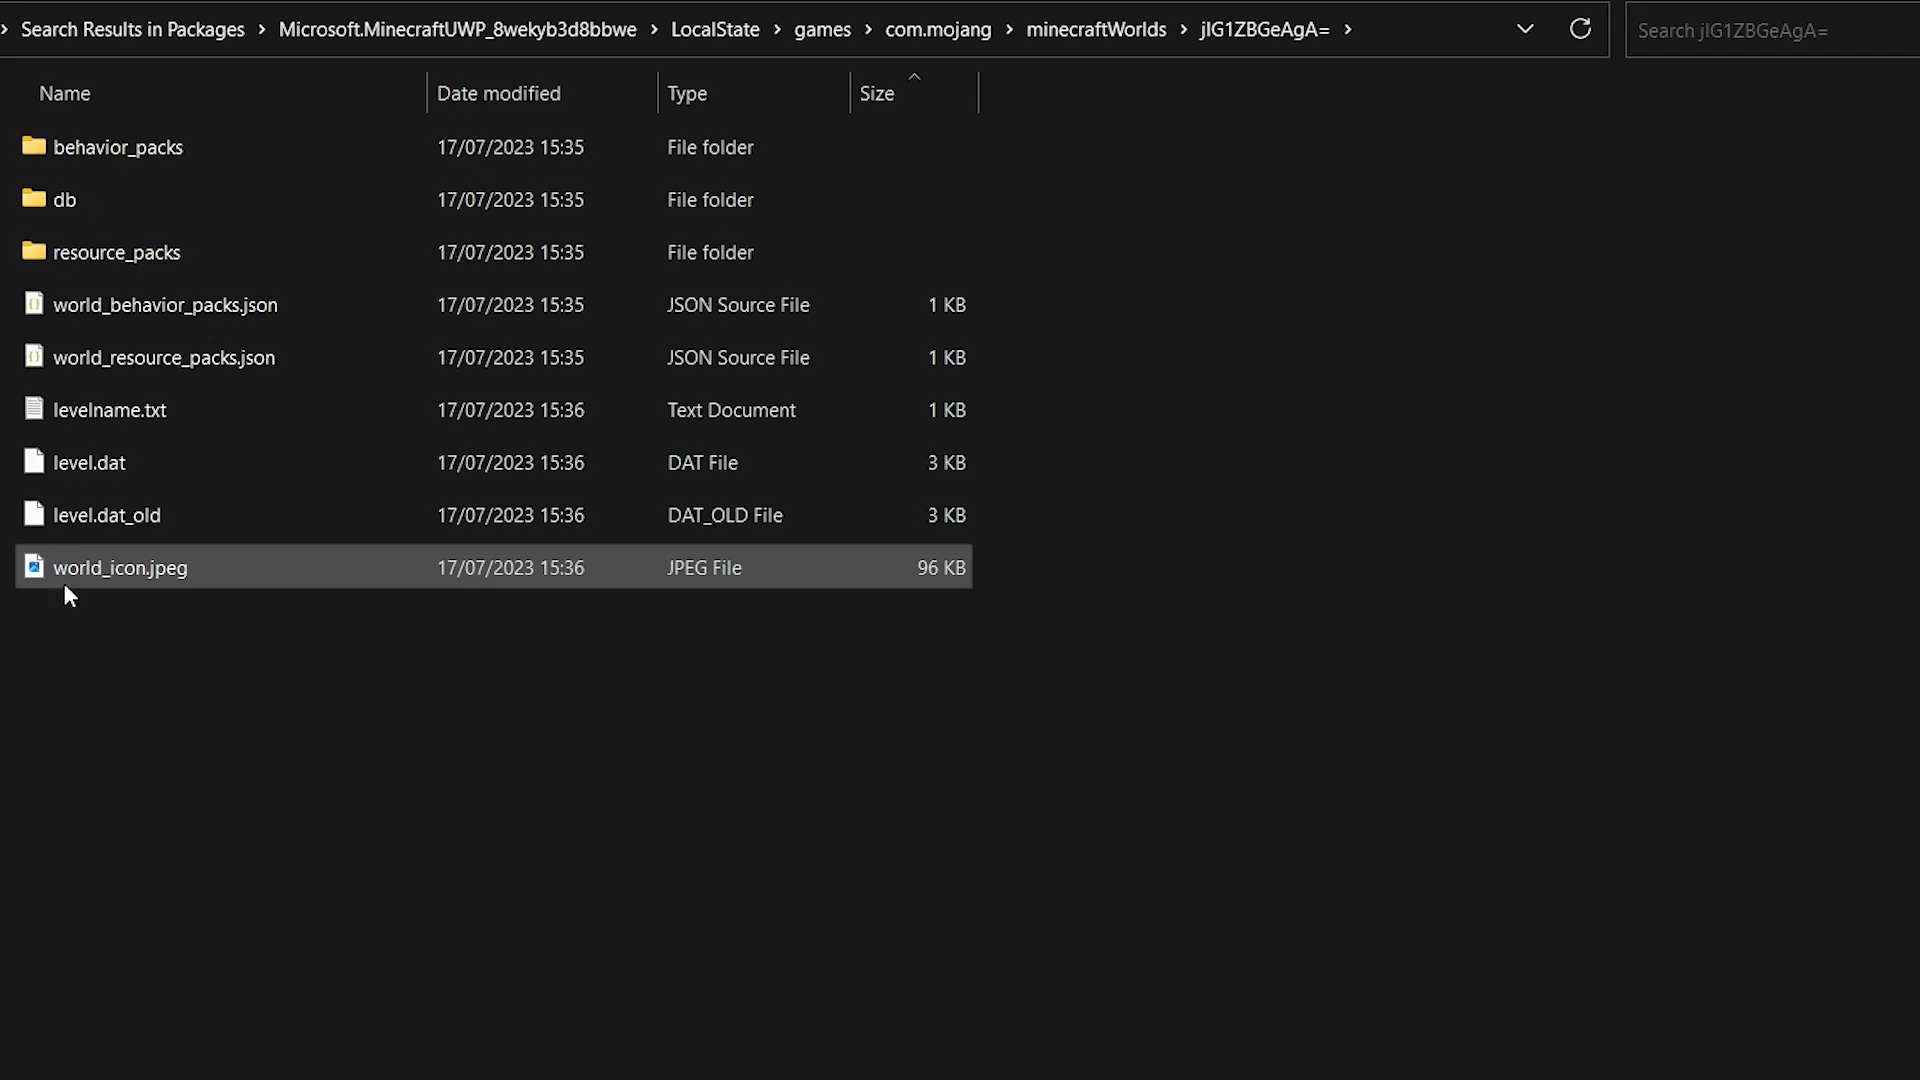 Search Results in Packages > Microsoft.MinecraftUWP_8wekyb3d8bbwe > LocalState > games > com.mojang > minecraftWorlds > jIG1ZBGeAgA= >
Search jIG1ZBGeAgA=
Name Date modified Type Size
behavior_packs 17/07/2023 15:35 File folder
db 17/07/2023 15:35 File folder
resource_packs 17/07/2023 15:35 File folder
world_behavior_packs.json 17/07/2023 15:35 JSON Source File 1 KB
world_resource_packs.json 17/07/2023 15:35 JSON Source File 1 KB
levelname.txt 17/07/2023 15:36 Text Document 1 KB
level.dat 17/07/2023 15:36 DAT File 3 KB
level.dat_old 17/07/2023 15:36 DAT_OLD File 3 KB
world_icon.jpeg 17/07/2023 15:36 JPEG File 96 KB